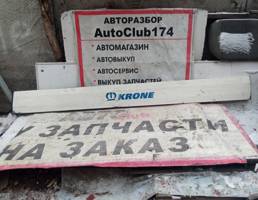 АВТОРАЗБОР
AutoClub174
• АВТОМАГАЗИН
• АВТОВЫКУП
• АВТОСЕРВИС
• ВЫКУП ЗАПЧАСТЕЙ
KRONE
ЗАПЧАСТИ
НА ЗАКАЗ